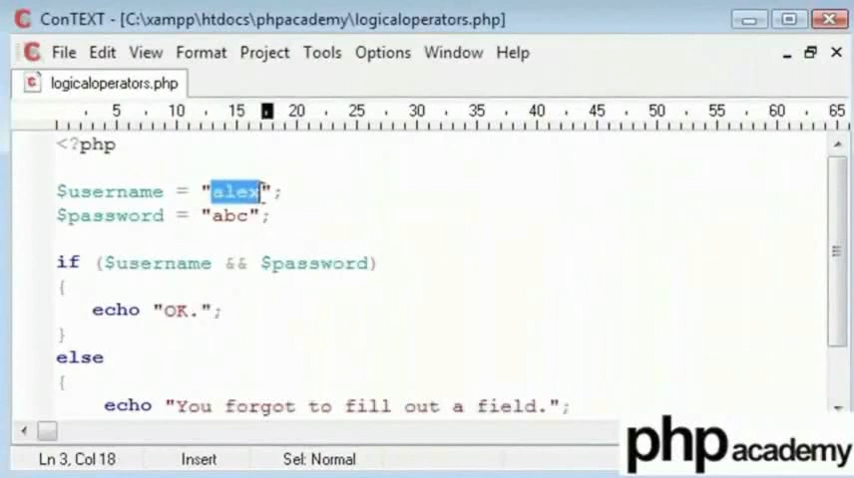 ConTEXT - [C:\xampp\htdocs\phpacademy\logicaloperators.php]
File Edit View Format Project Tools Options Window Help
logicaloperators.php
5 10 15 20 25 30 35 40 45 50 55 60 65
<?php
$username = "alex";
$password = "abc";
if ($username && $password)
{
echo "OK.";
}
else
{
echo "You forgot to fill out a field.";
Ln 3, Col 18 Insert Sel: Normal
php academy